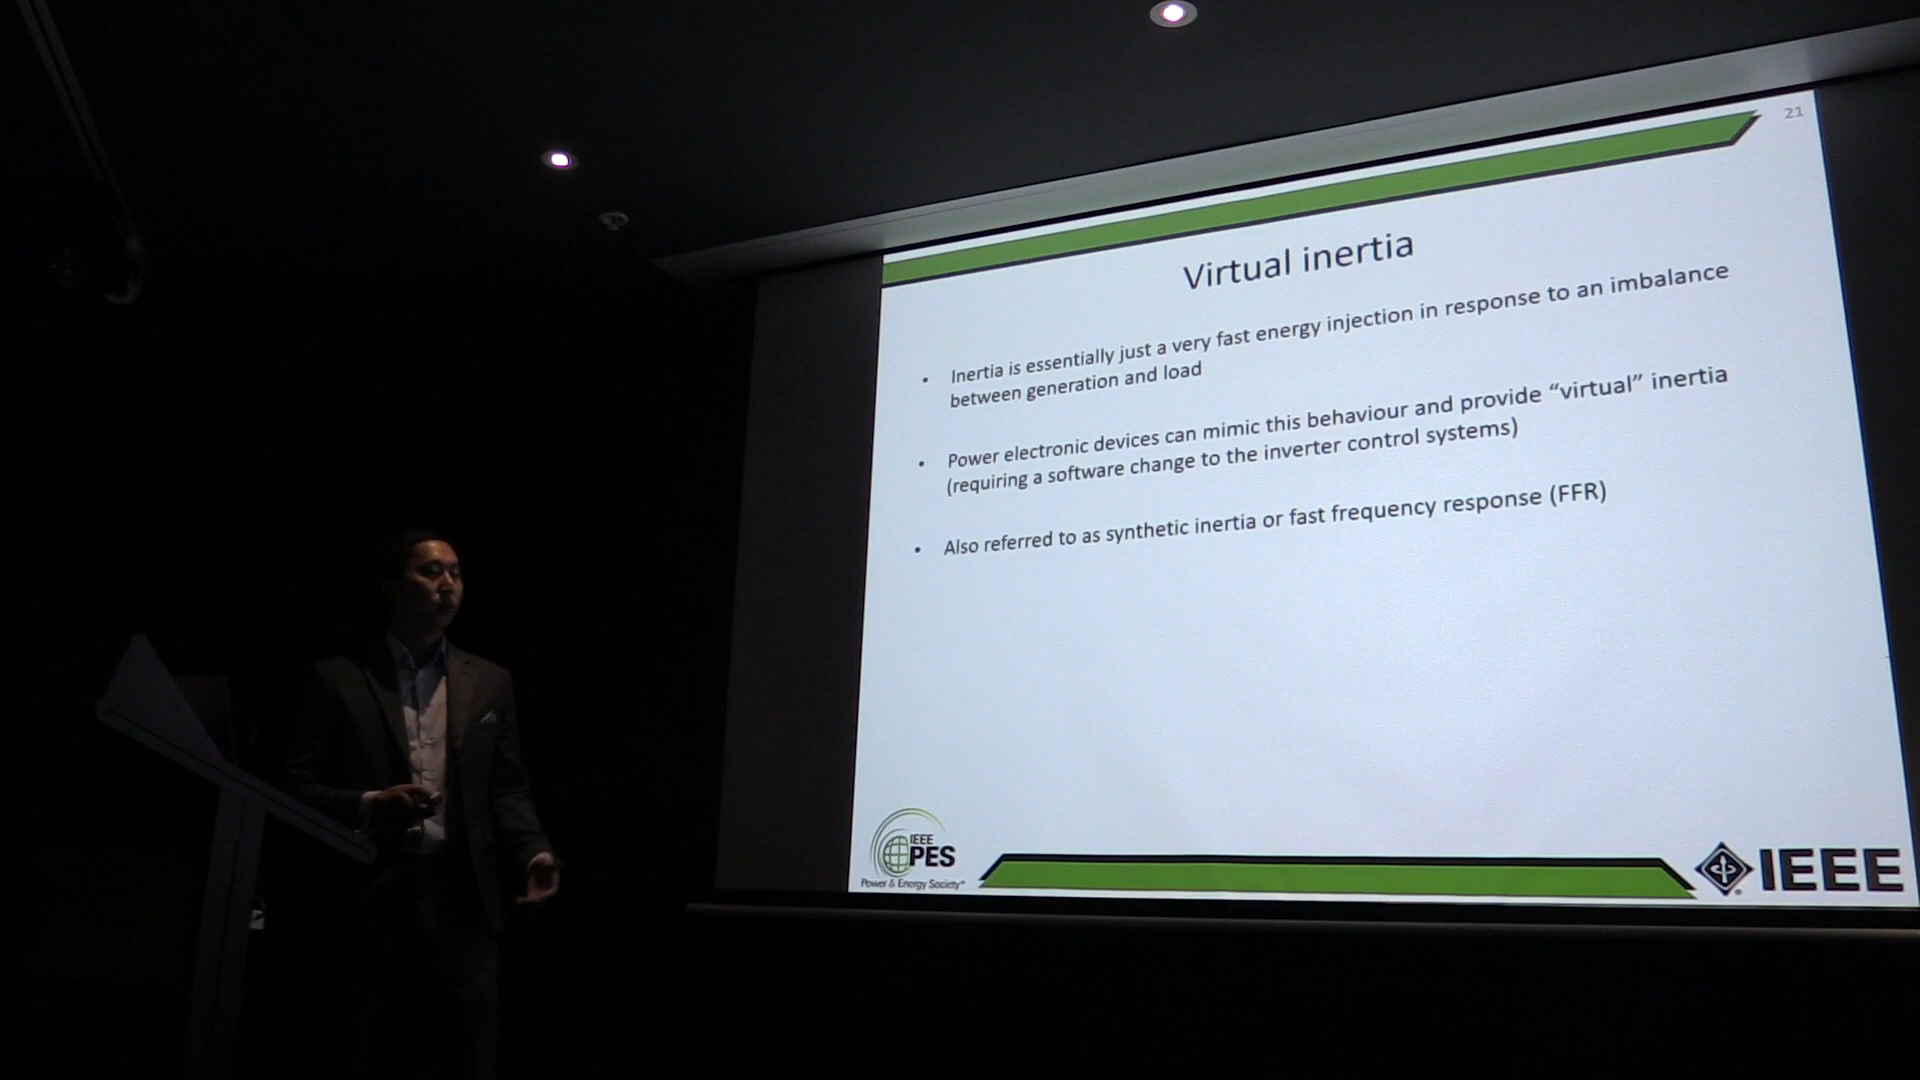 21
Virtual inertia
• Inertia is essentially just a very fast energy injection in response to an imbalance
between generation and load
• Power electronic devices can mimic this behaviour and provide “virtual” inertia
(requiring a software change to the inverter control systems)
• Also referred to as synthetic inertia or fast frequency response (FFR)
IEEE
PES
Power & Energy Society®
IEEE